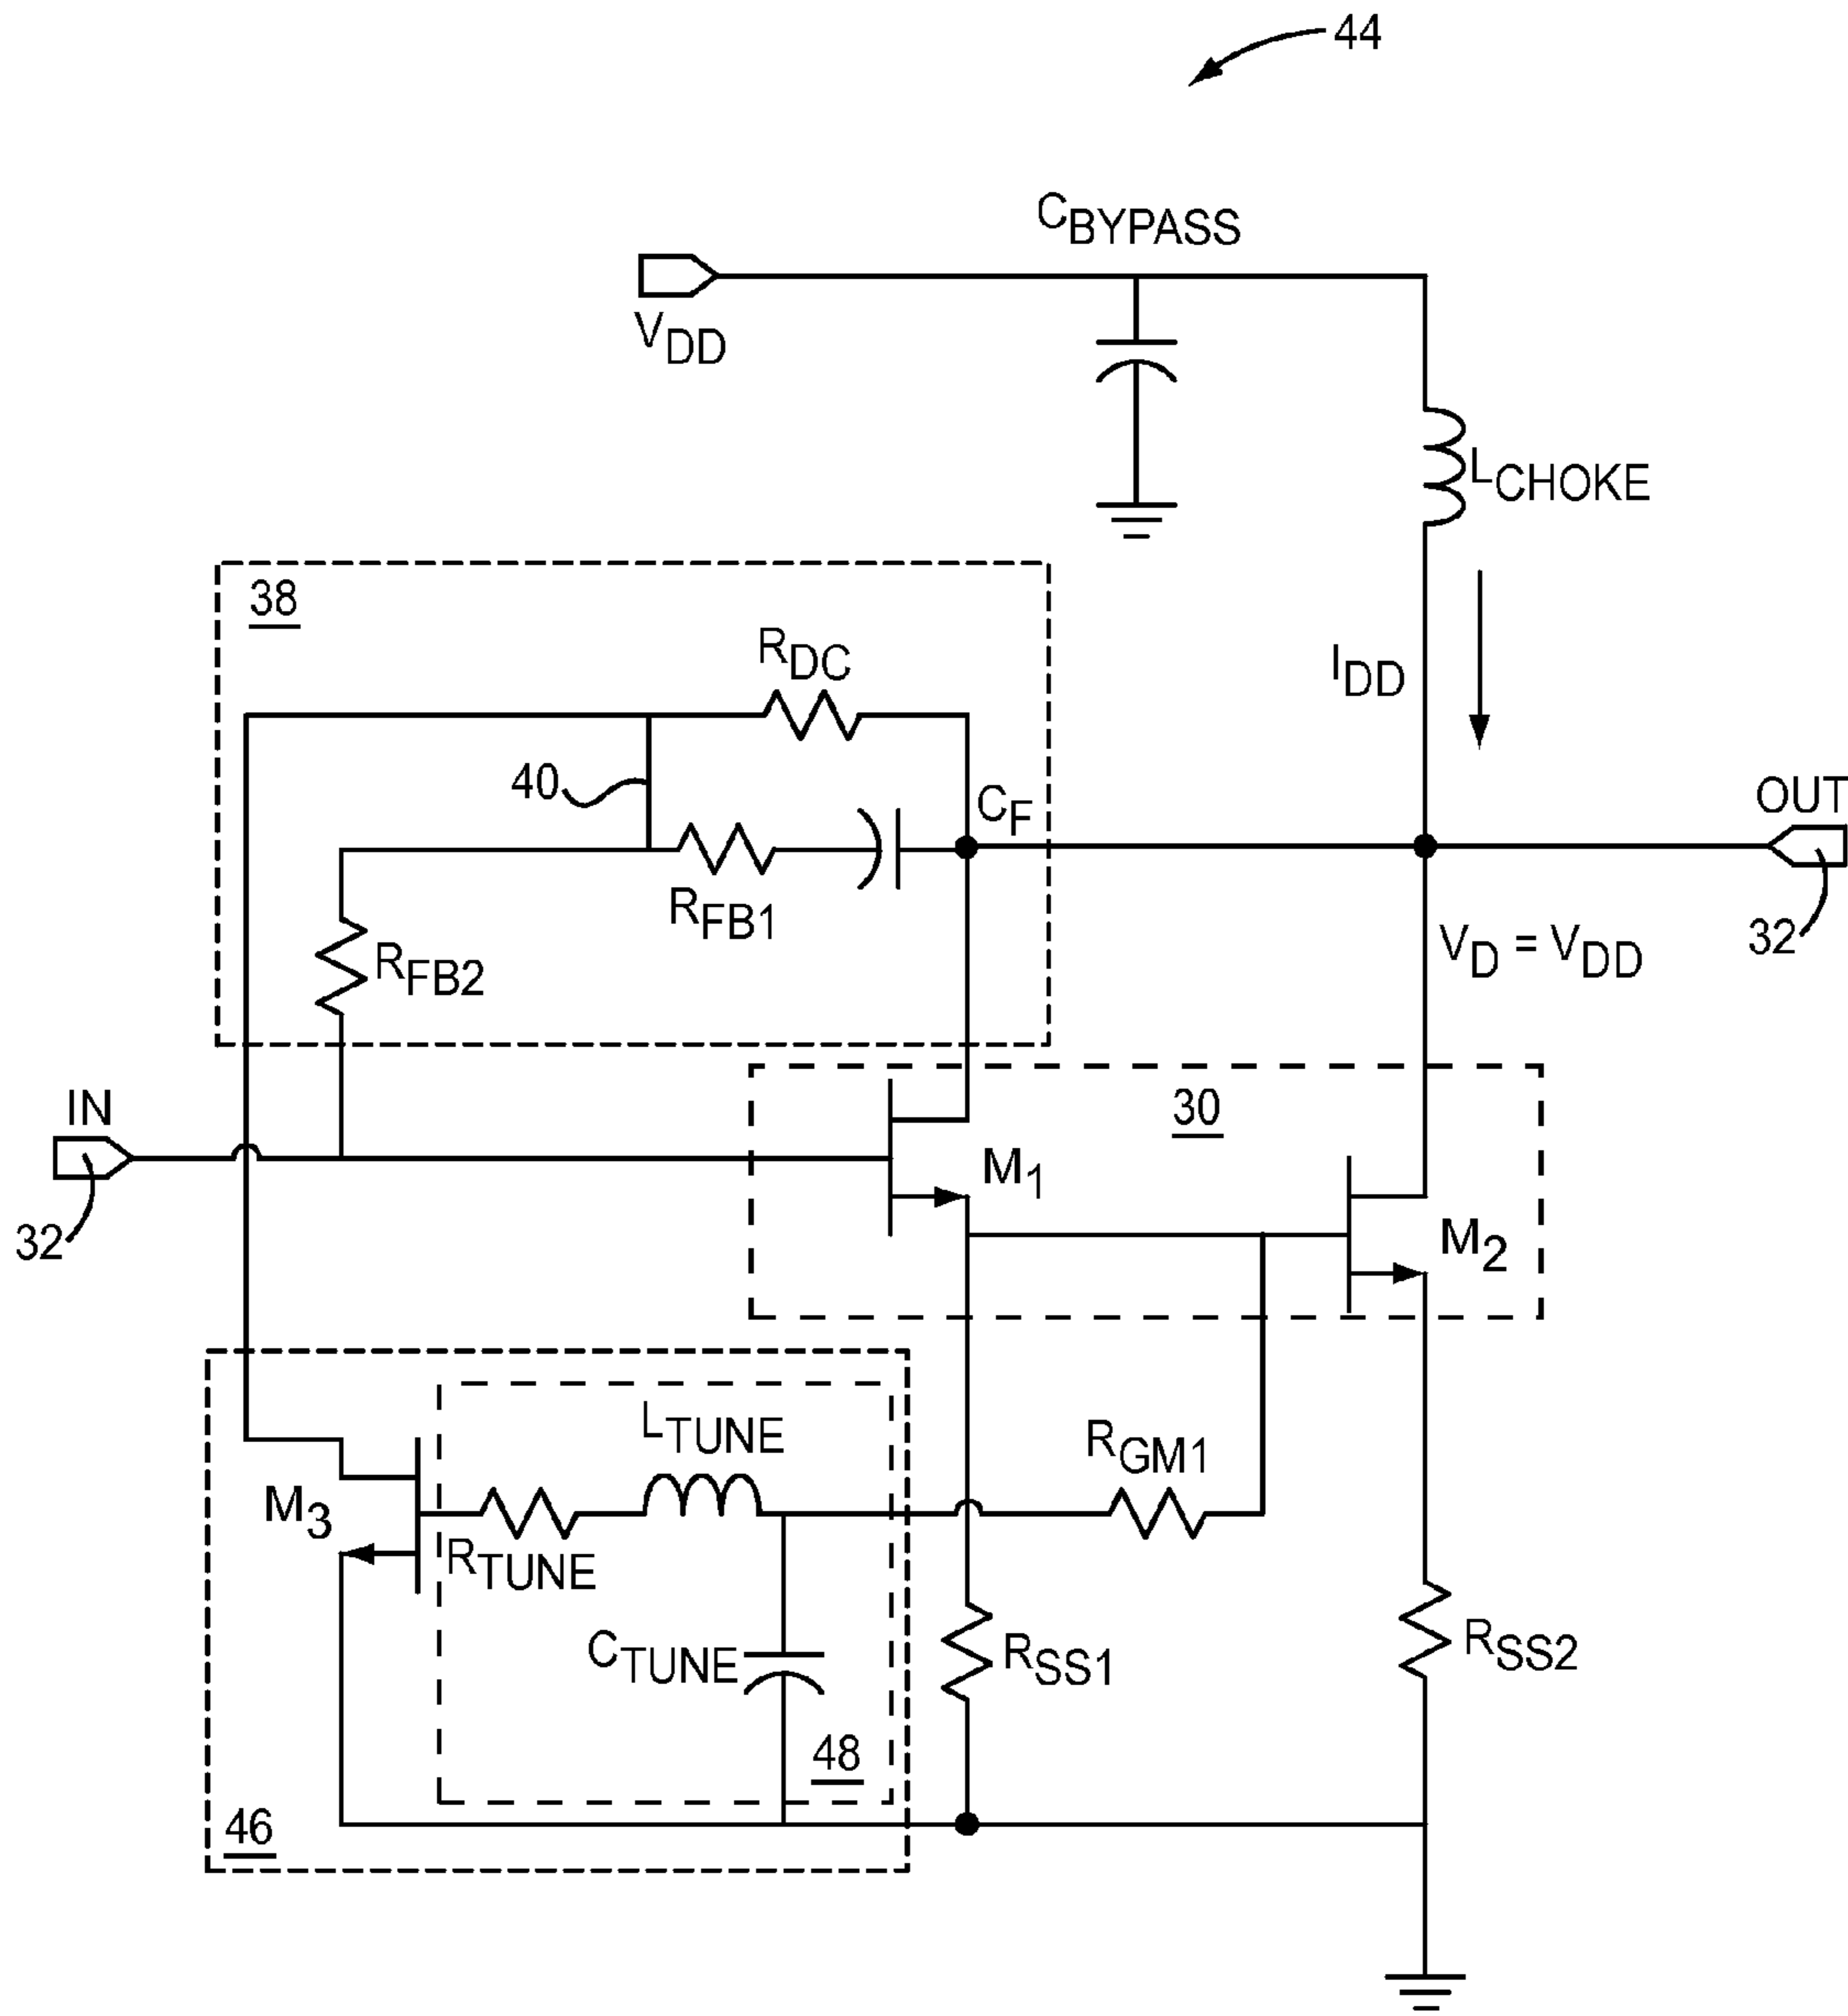 44
CBYPASS
VDD
LCHOKE
38
RDC
IDD
40
CF
OUT
RFB1
RFB2
VD = VDD
32
IN
30
M1
32
M2
LTUNE
RGM1
M3
RTUNE
CTUNE
RSS1
RSS2
48
46